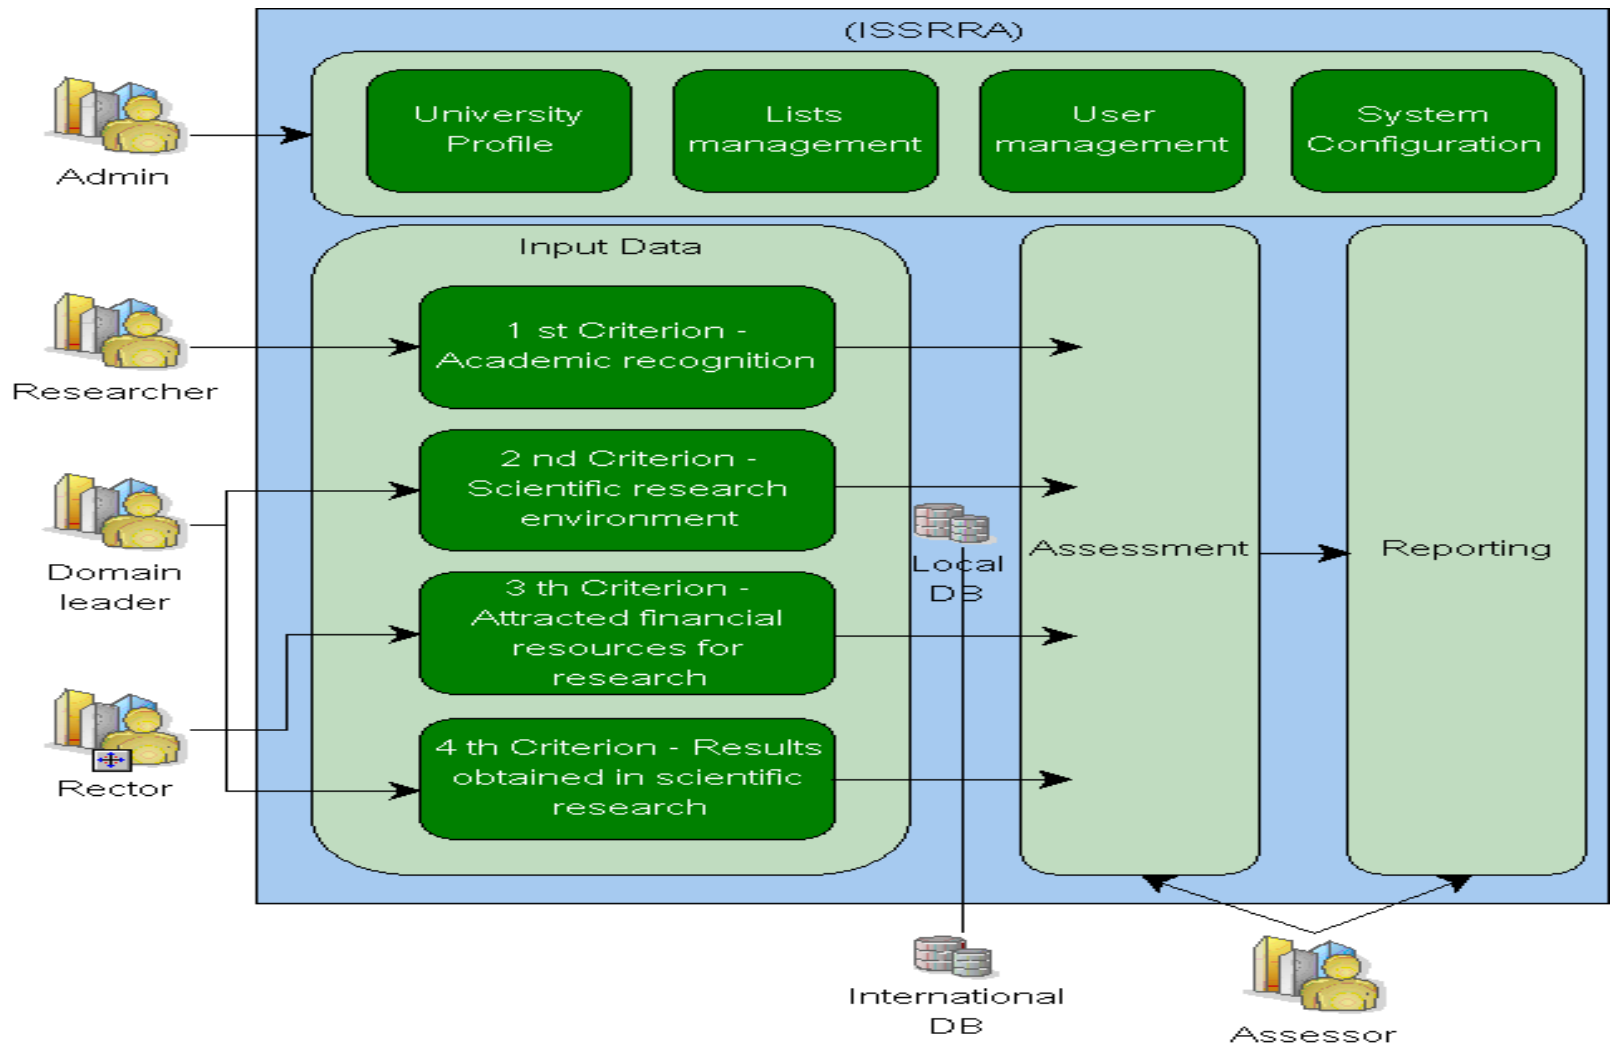 (ISSRRA)
University
Profile
Lists
management
User
management
System
Configuration
Admin
Input Data
1 st Criterion -
Academic recognition
Researcher
2 nd Criterion -
Scientific research
environment
Domain
leader
3 th Criterion -
Attracted financial
resources for
research
Rector
4 th Criterion - Results
obtained in scientific
research
Local
DB
Assessment
Reporting
International
DB
Assessor